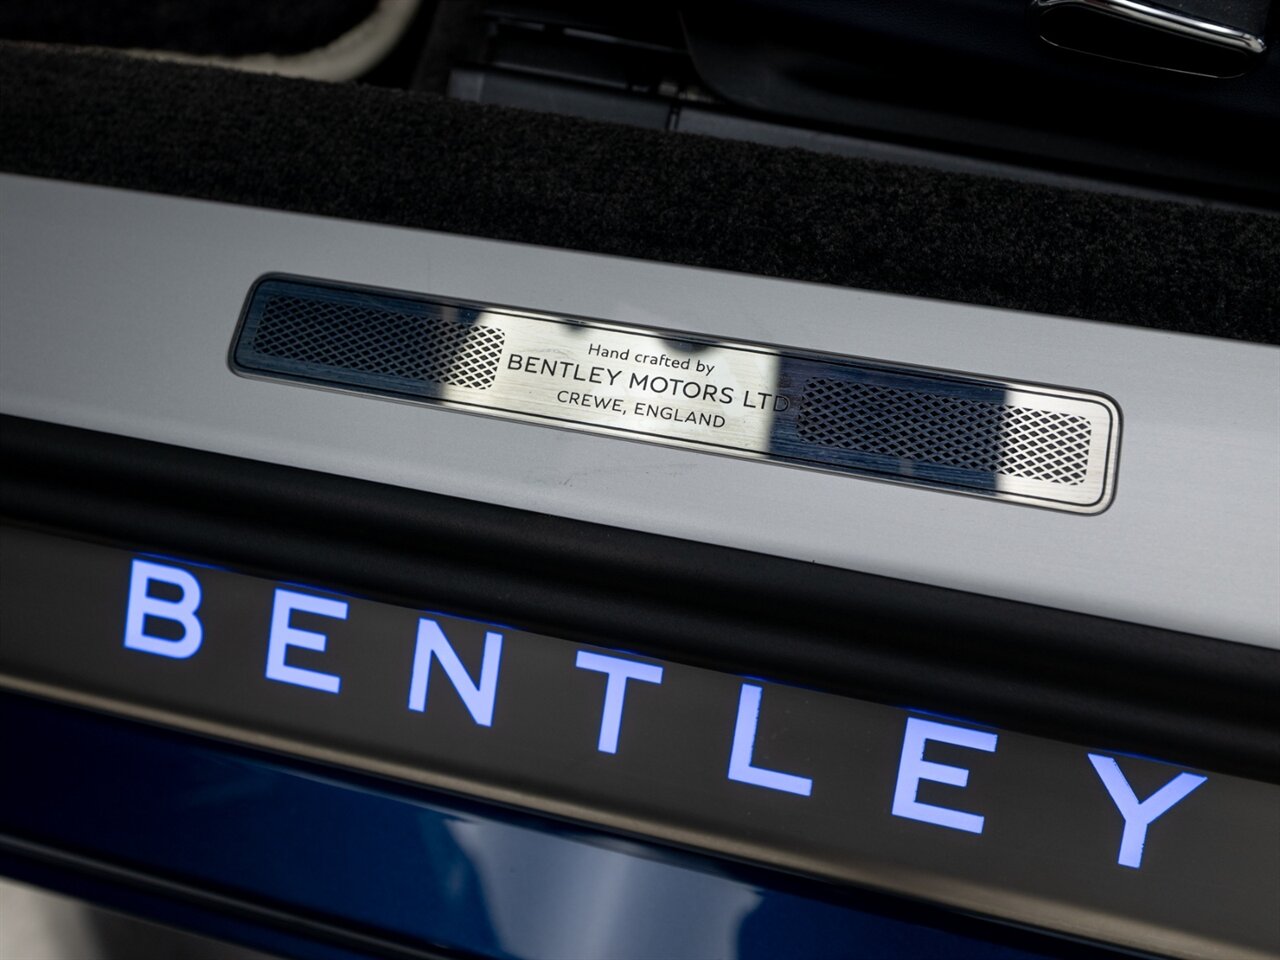 Hand crafted by
BENTLEY MOTORS LTD
CREWE, ENGLAND
BENTLEY